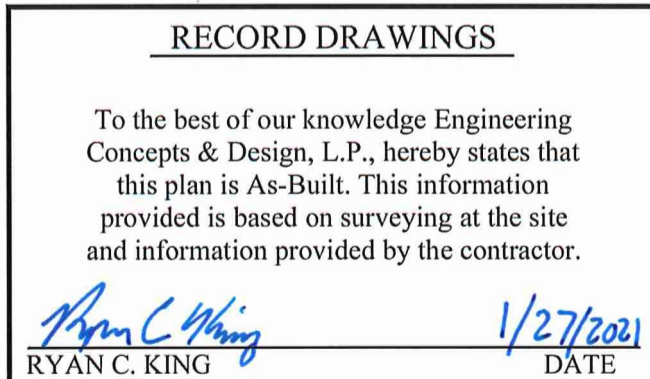 RECORD DRAWINGS
To the best of our knowledge Engineering
Concepts & Design, L.P., hereby states that
this plan is As-Built. This information
provided is based on surveying at the site
and information provided by the contractor.
Ryan C King 1/27/2021
RYAN C. KING DATE